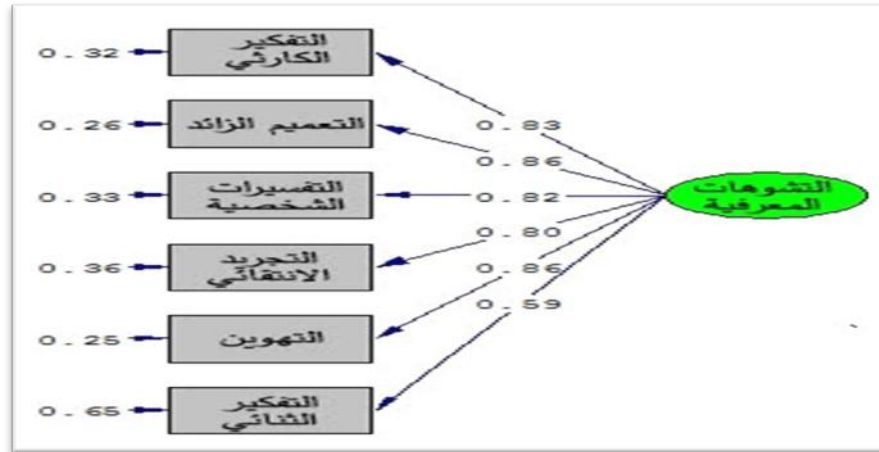 التفكير
الكارثي
0.32
0.83
التعميم الزائد
0.26
0.86
التفسيرات
الشخصية
0.33
0.82
التشوهات
المعرفية
التجريد
الانتقائي
0.36
0.80
التهوين
0.25
0.86
التفكير
الثنائي
0.65
0.59